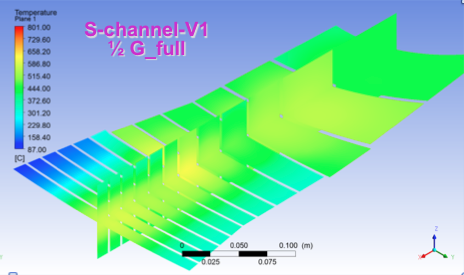 Temperature
Plane 1
801.00
729.60
658.20
586.80
515.40
444.00
372.60
301.20
229.80
158.40
87.00
[C]
S-channel-V1
½ G_full
0 0.050 0.100 (m)
0.025 0.075
Z
X Y